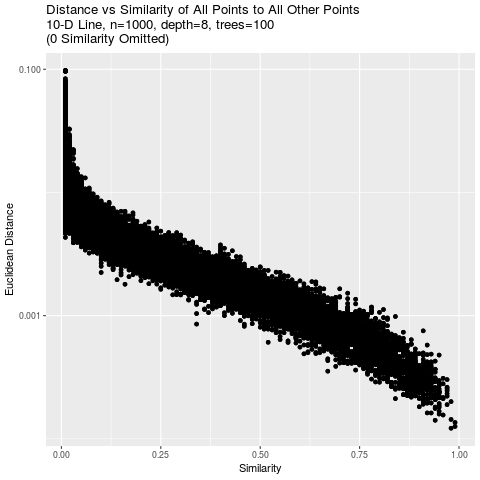 Distance vs Similarity of All Points to All Other Points
10-D Line, n=1000, depth=8, trees=100
(0 Similarity Omitted)
0.100
Euclidean Distance
0.001
0.00 0.25 0.50 0.75 1.00
Similarity